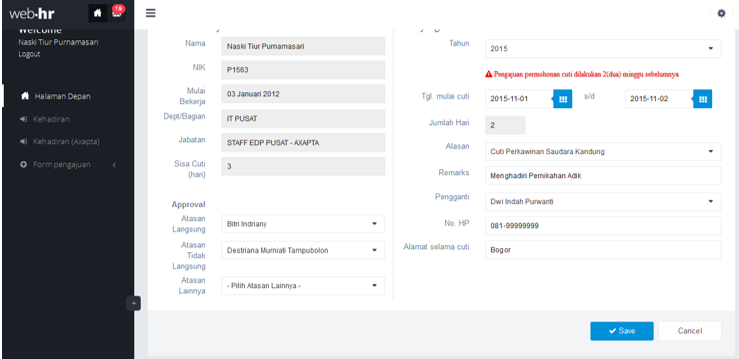 web.hr
19
Welcome
Naski Tiur Purnamasari
Logout
Halaman Depan
Kehadiran
Kehadiran (Axapta)
Form pengajuan
Nama
Naski Tiur Purnamasari
NIK
P1563
Mulai
Bekerja
03 Januari 2012
Dept/Bagian
IT PUSAT
Jabatan
STAFF EDP PUSAT - AXAPTA
Sisa Cuti
(hari)
3
Approval
Atasan
Langsung
Bitri Indriany
Atasan
Tidak
Langsung
Destriana Murniati Tampubolon
Atasan
Lainnya
- Pilih Atasan Lainnya -
Tahun
2015
Pengajuan permohonan cuti dilakukan 2(dua) minggu sebelumnya
Tgl. mulai cuti
2015-11-01
s/d
2015-11-02
Jumlah Hari
2
Alasan
Cuti Perkawinan Saudara Kandung
Remarks
Menghadiri Pernikahan Adik
Pengganti
Dwi Indah Purwanti
No. HP
081-99999999
Alamat selama cuti
Bogor
Save
Cancel